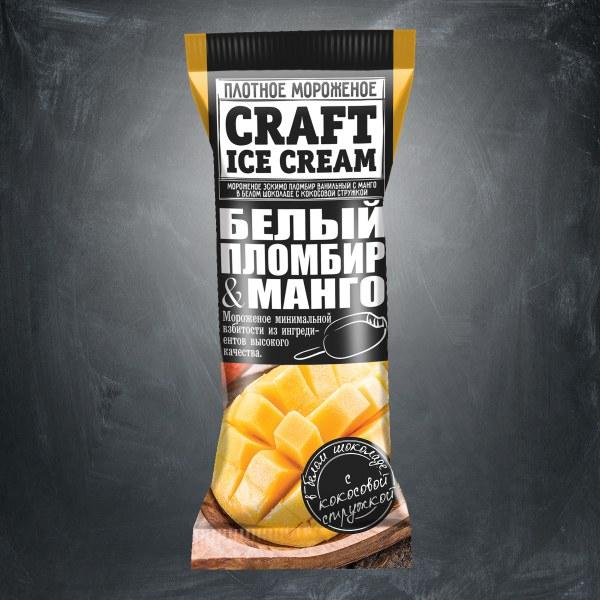 ПЛОТНОЕ МОРОЖЕНОЕ
CRAFT
ICE CREAM
МОРОЖЕНОЕ ЭСКИМО ПЛОМБИР ВАНИЛЬНЫЙ С МАНГО
В БЕЛОМ ШОКОЛАДЕ С КОКОСОВОЙ СТРУЖКОЙ
БЕЛЫЙ
ПЛОМБИР
& МАНГО
Мороженое минимальной
взбитости из ингреди-
ентов высокого
качества.
в белом шоколаде
с
кокосовой
стружкой